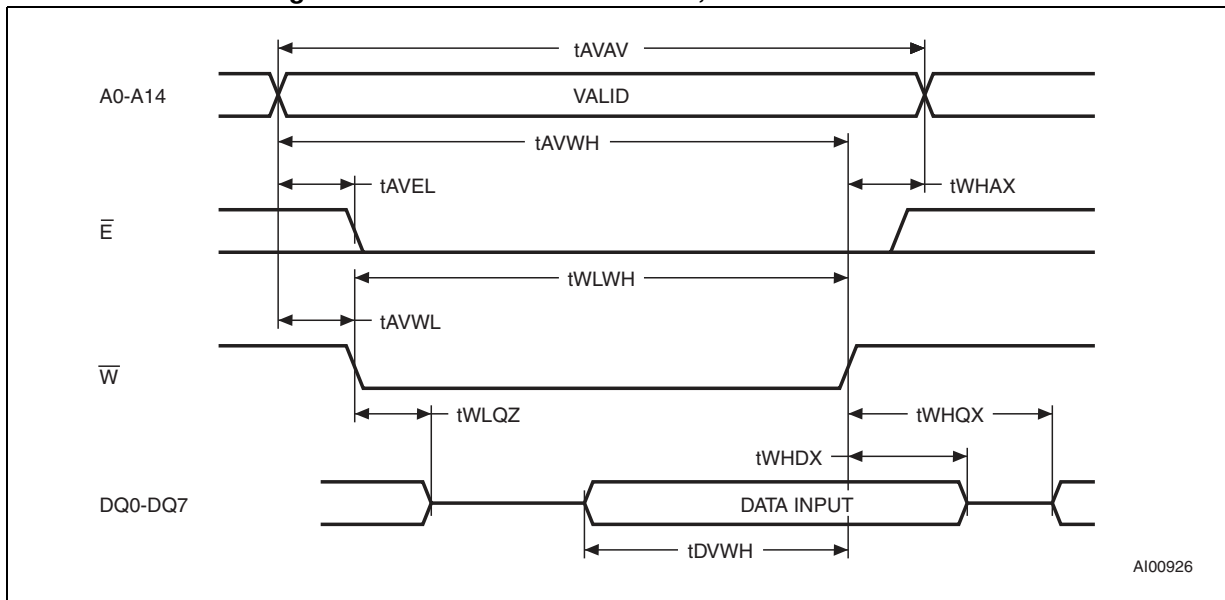 tAVAV
A0-A14
VALID
tAVWH
tAVEL
tWHAX
E̅
tWLWH
tAVWL
W̅
tWLQZ
tWHQX
tWHDX
DQ0-DQ7
DATA INPUT
tDVWH
AI00926